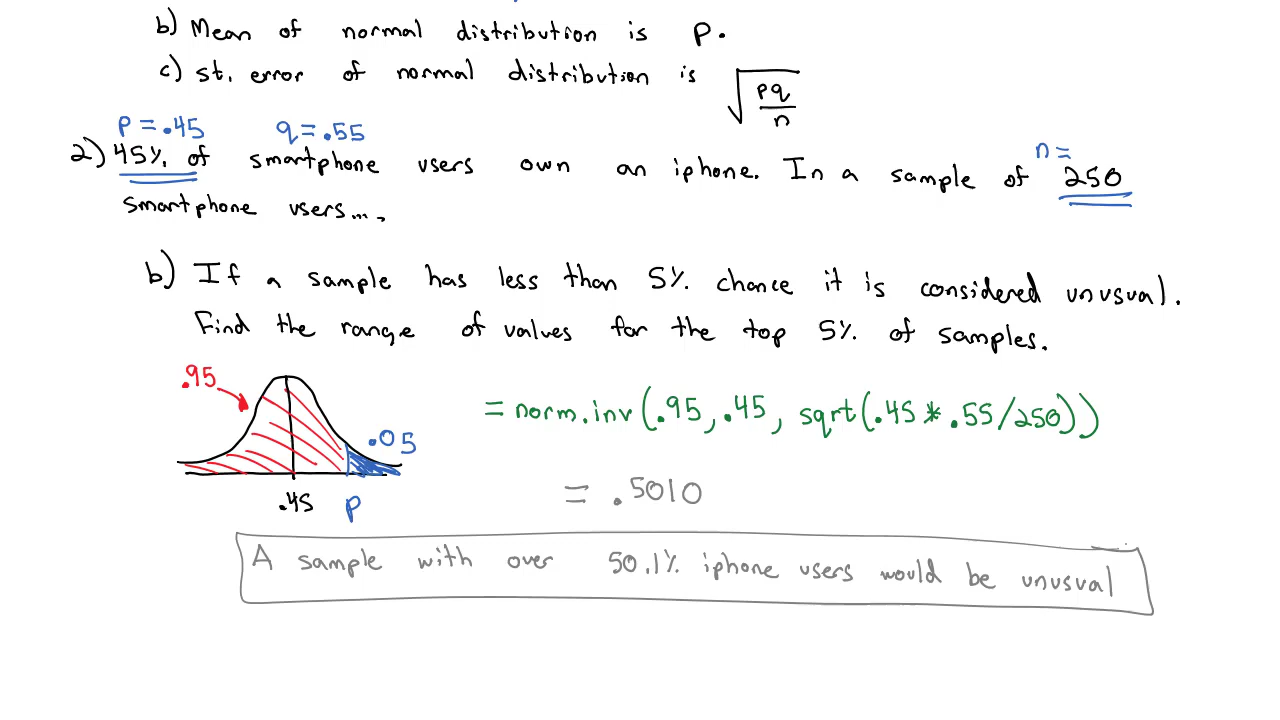 b) Mean of normal distribution is p.
c) st. error of normal distribution is √(pq/n)
p = .45 q = .55
n =
2) 45% of smartphone users own an iphone. In a sample of 250
smartphone users...,
b) If a sample has less than 5% chance it is considered unusual.
Find the range of values for the top 5% of samples.
.95
= norm.inv(.95, .45, sqrt(.45 * .55/250))
.05
.45 p
= .5010
A sample with over 50.1% iphone users would be unusual